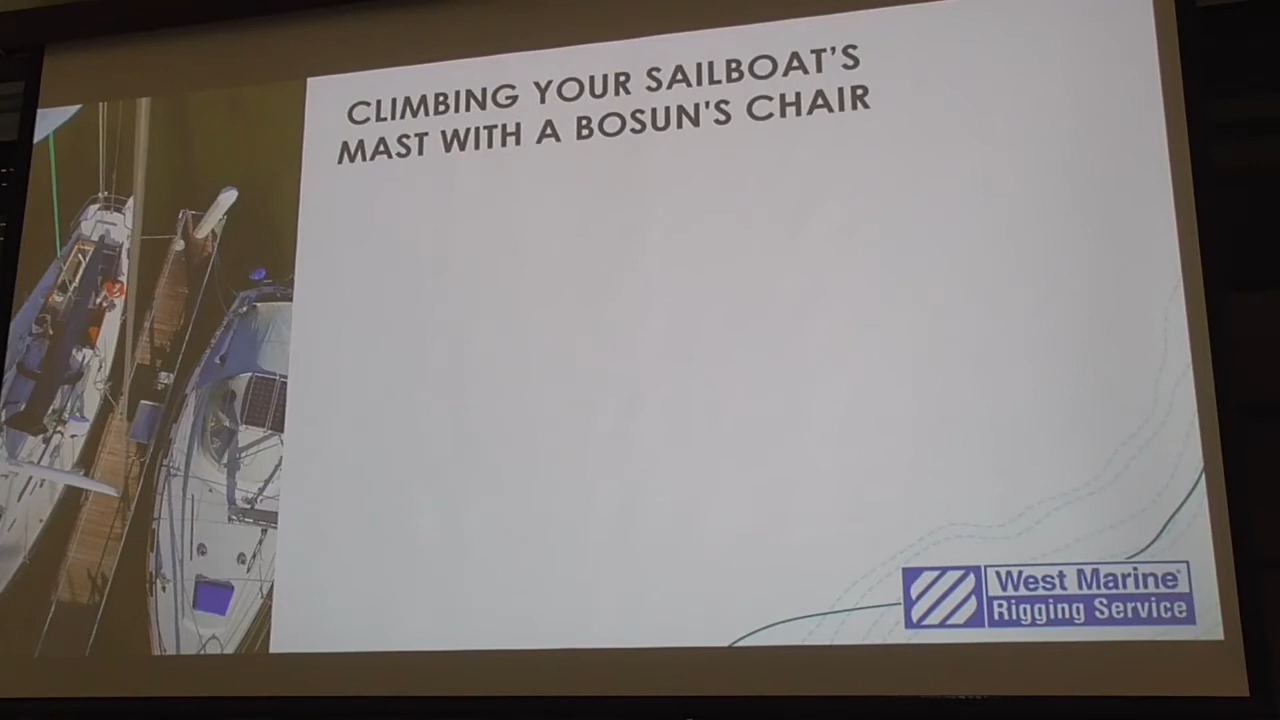 CLIMBING YOUR SAILBOAT'S
MAST WITH A BOSUN'S CHAIR
West Marine
Rigging Service